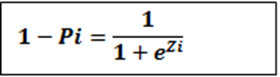 1 − Pi = 1 / (1 + e^{Zi})